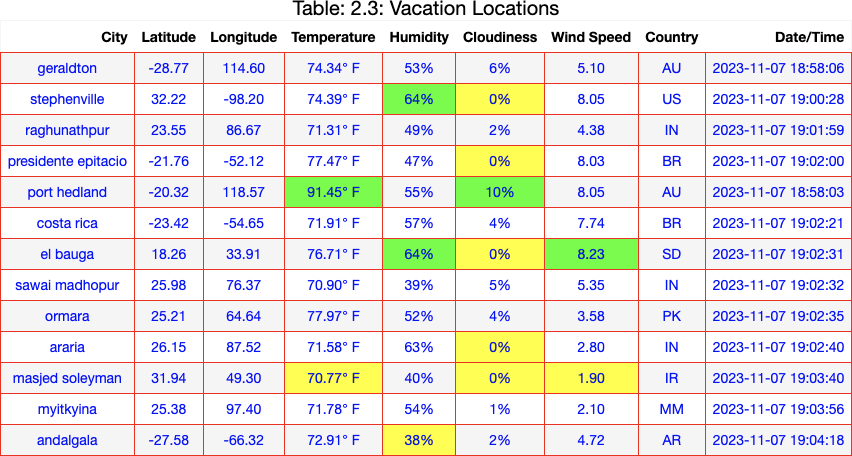 Table: 2.3: Vacation Locations
City Latitude Longitude Temperature Humidity Cloudiness Wind Speed Country Date/Time
geraldton -28.77 114.60 74.34° F 53% 6% 5.10 AU 2023-11-07 18:58:06
stephenville 32.22 -98.20 74.39° F 64% 0% 8.05 US 2023-11-07 19:00:28
raghunathpur 23.55 86.67 71.31° F 49% 2% 4.38 IN 2023-11-07 19:01:59
presidente epitacio -21.76 -52.12 77.47° F 47% 0% 8.03 BR 2023-11-07 19:02:00
port hedland -20.32 118.57 91.45° F 55% 10% 8.05 AU 2023-11-07 18:58:03
costa rica -23.42 -54.65 71.91° F 57% 4% 7.74 BR 2023-11-07 19:02:21
el bauga 18.26 33.91 76.71° F 64% 0% 8.23 SD 2023-11-07 19:02:31
sawai madhopur 25.98 76.37 70.90° F 39% 5% 5.35 IN 2023-11-07 19:02:32
ormara 25.21 64.64 77.97° F 52% 4% 3.58 PK 2023-11-07 19:02:35
araria 26.15 87.52 71.58° F 63% 0% 2.80 IN 2023-11-07 19:02:40
masjed soleyman 31.94 49.30 70.77° F 40% 0% 1.90 IR 2023-11-07 19:03:40
myitkyina 25.38 97.40 71.78° F 54% 1% 2.10 MM 2023-11-07 19:03:56
andalgala -27.58 -66.32 72.91° F 38% 2% 4.72 AR 2023-11-07 19:04:18